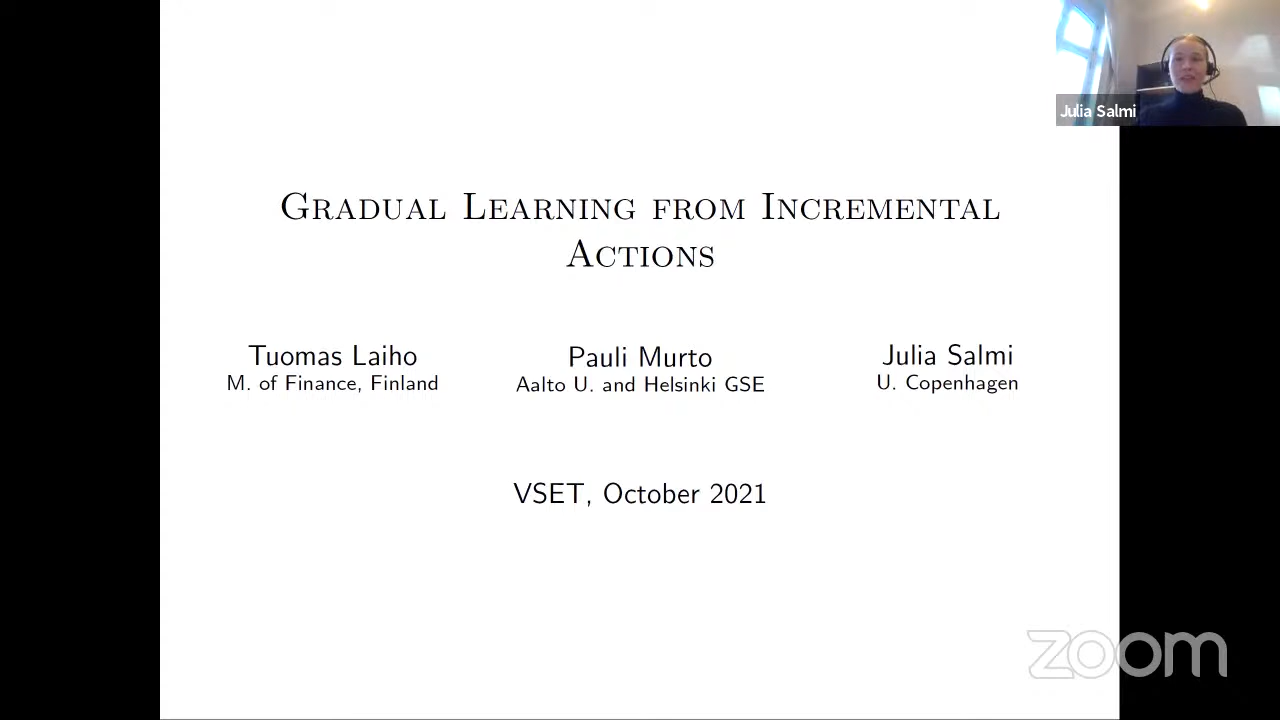 Julia Salmi
GRADUAL LEARNING FROM INCREMENTAL
ACTIONS
Tuomas Laiho
M. of Finance, Finland
Pauli Murto
Aalto U. and Helsinki GSE
Julia Salmi
U. Copenhagen
VSET, October 2021
zoom